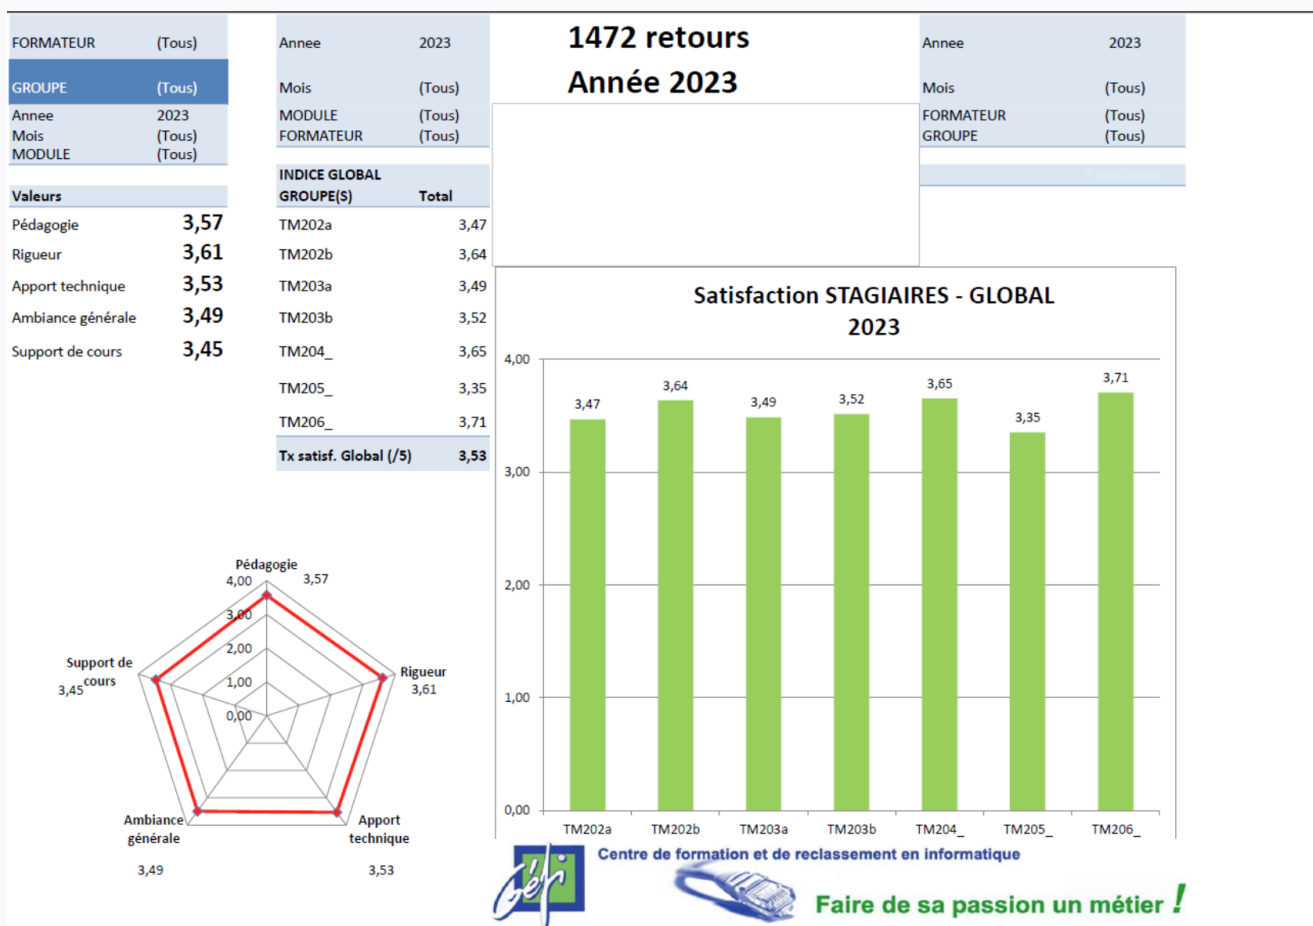 FORMATEUR (Tous)
GROUPE (Tous)
Annee 2023
Mois (Tous)
MODULE (Tous)
Valeurs
Pédagogie 3,57
Rigueur 3,61
Apport technique 3,53
Ambiance générale 3,49
Support de cours 3,45
Annee 2023
Mois (Tous)
MODULE (Tous)
FORMATEUR (Tous)
INDICE GLOBAL
GROUPE(S) Total
TM202a 3,47
TM202b 3,64
TM203a 3,49
TM203b 3,52
TM204_ 3,65
TM205_ 3,35
TM206_ 3,71
Tx satisf. Global (/5) 3,53
1472 retours
Année 2023
Annee 2023
Mois (Tous)
FORMATEUR (Tous)
GROUPE (Tous)
Satisfaction STAGIAIRES - GLOBAL
2023
4,00
3,00
2,00
1,00
0,00
3,47
3,64
3,49
3,52
3,65
3,35
3,71
TM202a TM202b TM203a TM203b TM204_ TM205_ TM206_
Pédagogie
3,57
4,00
3,00
2,00
1,00
0,00
Rigueur
3,61
Apport
technique
3,53
Ambiance
générale
3,49
Support de
cours
3,45
Centre de formation et de reclassement en informatique
Faire de sa passion un métier !